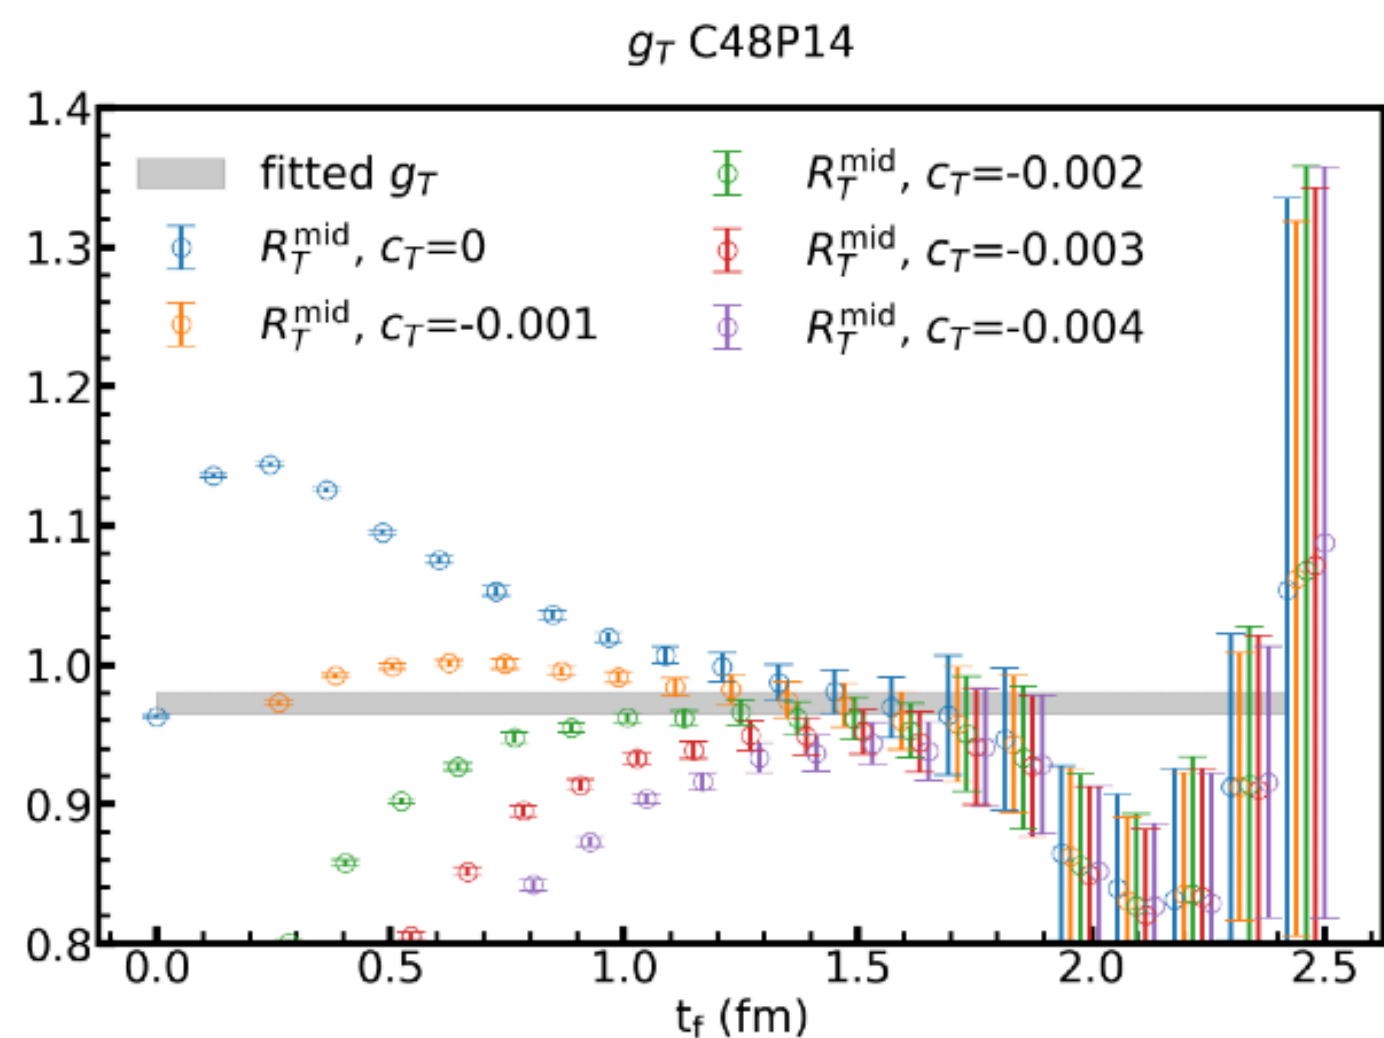 g_T C48P14
1.4
1.3
1.2
1.1
1.0
0.9
0.8
fitted g_T
R_T^mid, c_T=0
R_T^mid, c_T=-0.001
R_T^mid, c_T=-0.002
R_T^mid, c_T=-0.003
R_T^mid, c_T=-0.004
0.0 0.5 1.0 1.5 2.0 2.5
t_f (fm)